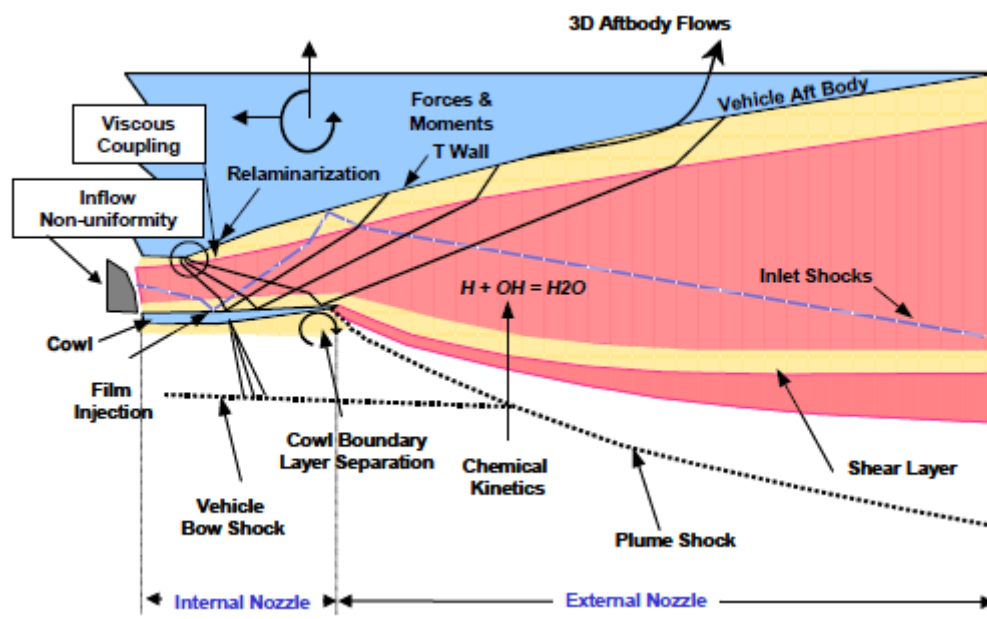 3D Aftbody Flows
Vehicle Aft Body
Forces &
Moments
T Wall
Viscous
Coupling
Relaminarization
Inflow
Non-uniformity
H + OH = H2O
Inlet Shocks
Cowl
Film
Injection
Cowl Boundary
Layer Separation
Chemical
Kinetics
Shear Layer
Vehicle
Bow Shock
Plume Shock
Internal Nozzle
External Nozzle